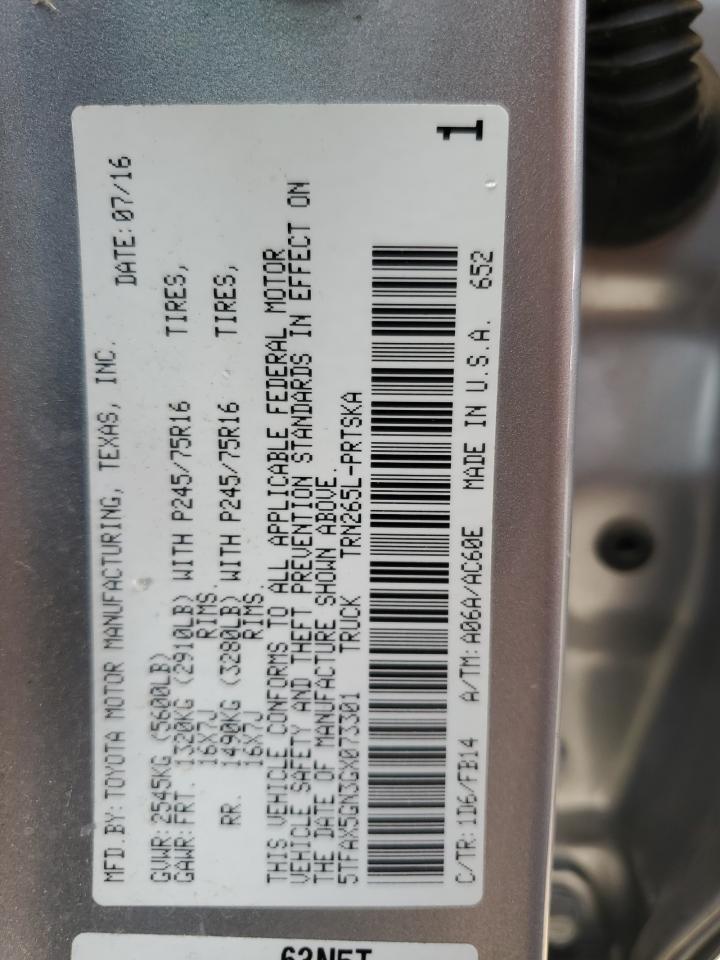 MFD.BY:TOYOTA MOTOR MANUFACTURING, TEXAS, INC.
DATE:07/16
GVWR:2545KG (5600LB)
GAWR:FRT. 1320KG (2910LB) WITH P245/75R16 TIRES,
16X7J RIMS.
RR. 1490KG (3280LB) WITH P245/75R16 TIRES,
16X7J RIMS.
THIS VEHICLE CONFORMS TO ALL APPLICABLE FEDERAL MOTOR
VEHICLE SAFETY AND THEFT PREVENTION STANDARDS IN EFFECT ON
THE DATE OF MANUFACTURE SHOWN ABOVE.
5TFAX5GN3GX073301 TRUCK TRN265L-PRTSKA
C/TR:1D6/FB14 A/TM:A06A/AC60E MADE IN U.S.A. 652
1
63N5T